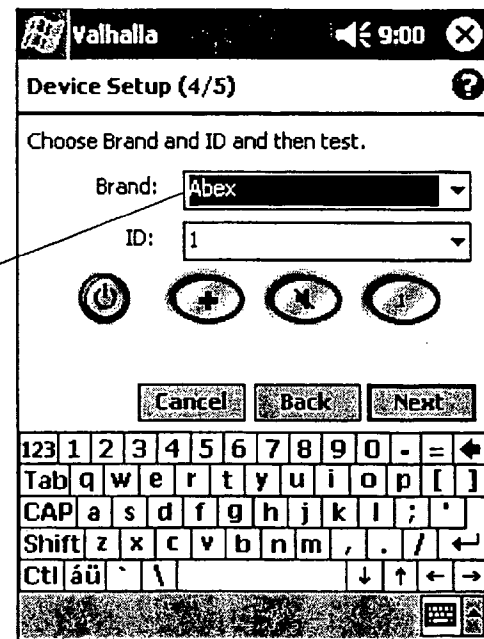 Valhalla 9:00
Device Setup (4/5) ?
Choose Brand and ID and then test.
Brand: Abex
ID: 1
+ 1
Cancel Back Next
123 1 2 3 4 5 6 7 8 9 0 - =
Tab q w e r t y u i o p [ ]
CAP a s d f g h j k l ; '
Shift z x c v b n m , . /
Ctl áü ` \ ↓ ↑ ← →